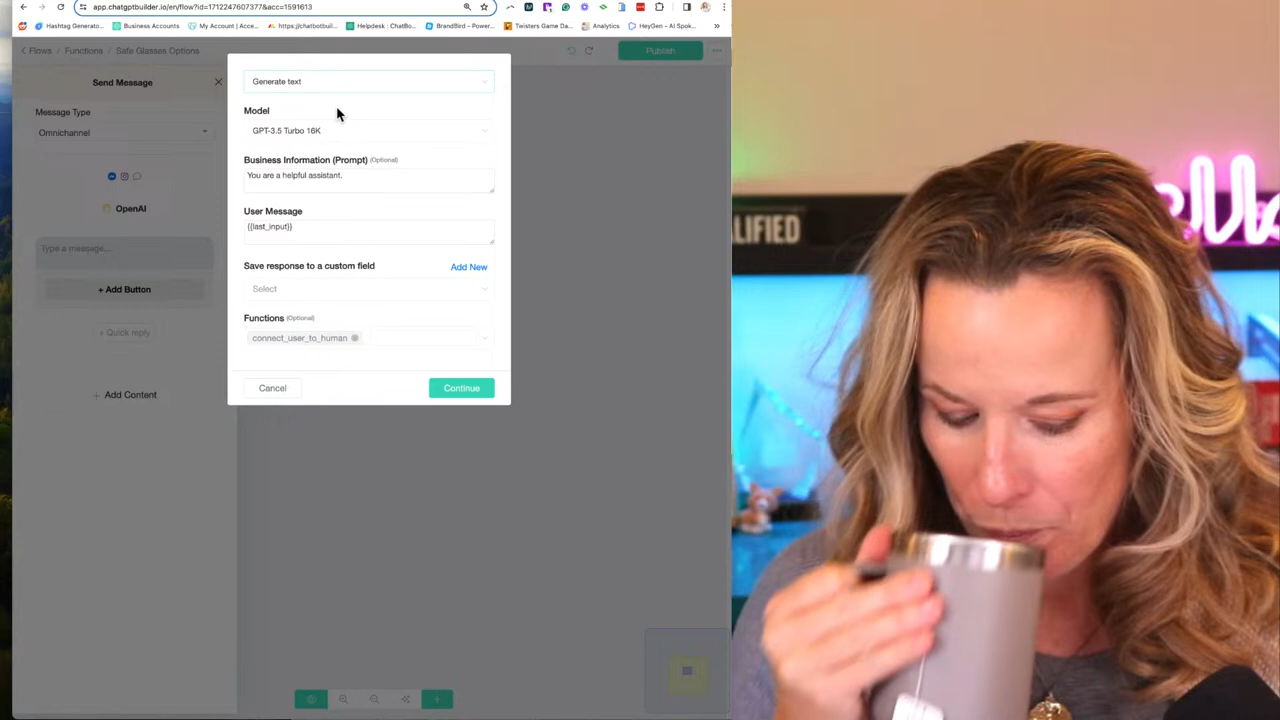 app.chatgptbuilder.io/en/flow?id=1712247607377&acc=1591613
Hashtag Generato...
Business Accounts
My Account | Acce...
https://chatbotbuil...
Helpdesk : ChatBo...
BrandBird – Power...
Twisters Game Da...
Analytics
HeyGen – AI Spok...
Flows / Functions / Safe Glasses Options
Publish
Send Message
Message Type
Omnichannel
OpenAI
Type a message...
+ Add Button
+ Quick reply
+ Add Content
Generate text
Model
GPT-3.5 Turbo 16K
Business Information (Prompt) (Optional)
You are a helpful assistant.
User Message
{{last_input}}
Save response to a custom field
Add New
Select
Functions (Optional)
connect_user_to_human
Cancel
Continue
ALIFIED